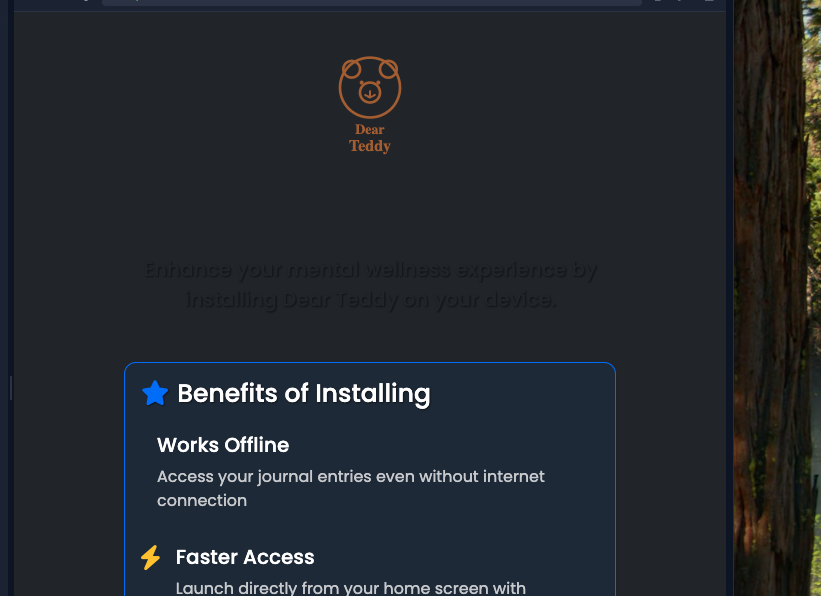 Dear
Teddy
Enhance your mental wellness experience by
installing Dear Teddy on your device.
Benefits of Installing
Works Offline
Access your journal entries even without internet
connection
Faster Access
Launch directly from your home screen with